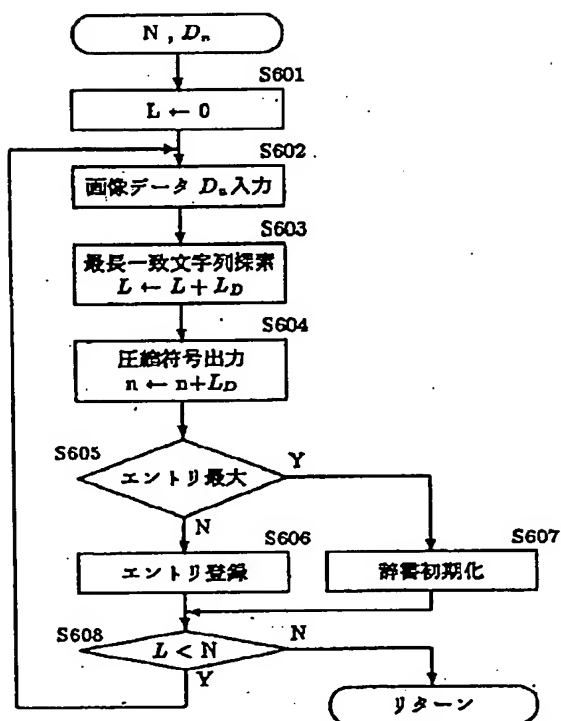 N , Dₙ
S601
L ← 0
S602
画像データ Dₙ入力
S603
最長一致文字列探索
L ← L + L_D
S604
圧縮符号出力
n ← n+L_D
S605
エントリ最大
Y
N
S606
エントリ登録
S607
辞書初期化
S608
L < N
N
Y
リターン